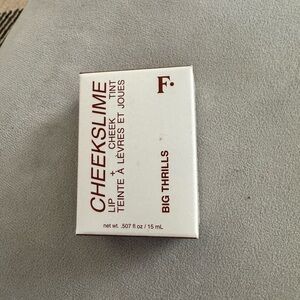 CHEEKSLIME
LIP + CHEEK TINT
TEINTE À LÈVRES ET JOUES
F.
BIG THRILLS
net wt. .507 fl oz / 15 mL